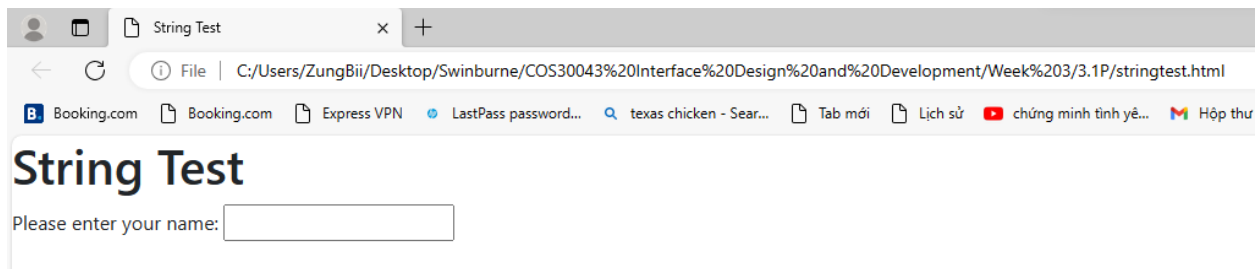 String Test
File C:/Users/ZungBii/Desktop/Swinburne/COS30043%20Interface%20Design%20and%20Development/Week%203/3.1P/stringtest.html
B. Booking.com Booking.com Express VPN LastPass password... texas chicken - Sear... Tab mới Lịch sử chứng minh tình yê... Hộp thư
String Test
Please enter your name: